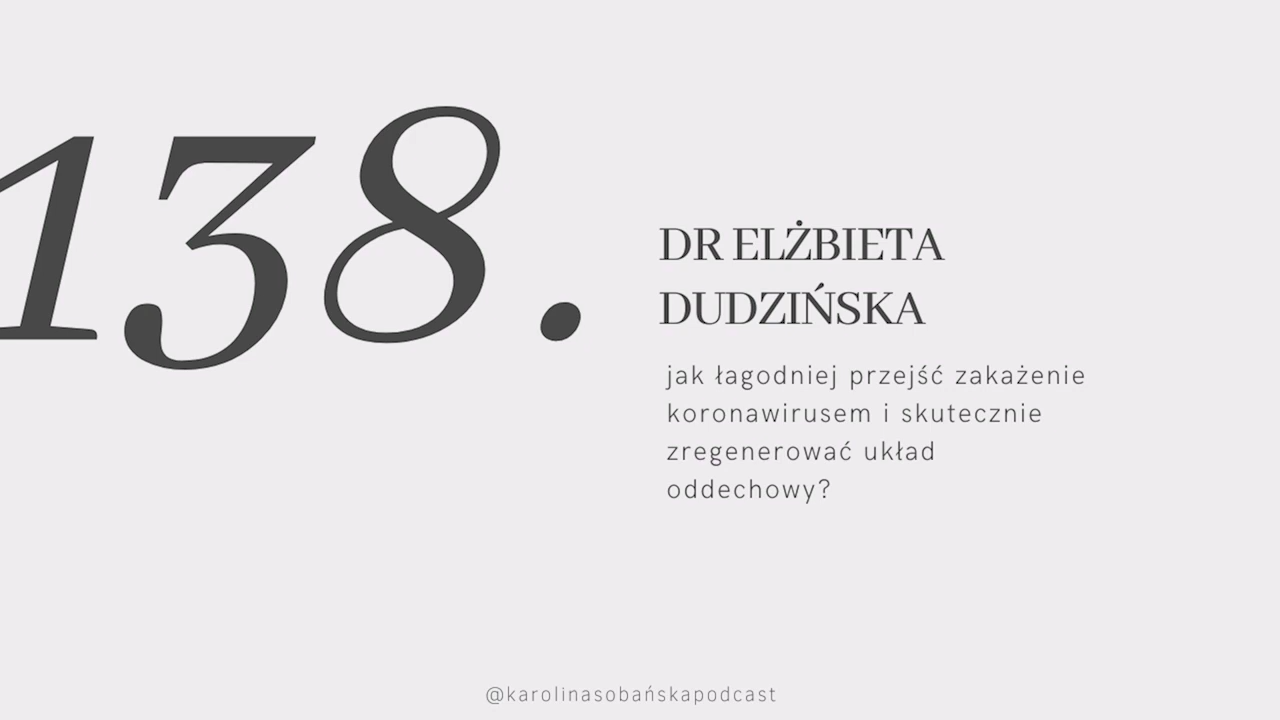 138.
DR ELŻBIETA
DUDZIŃSKA
jak łagodniej przejść zakażenie
koronawirusem i skutecznie
zregenerować układ
oddechowy?
@karolinasobańskapodcast